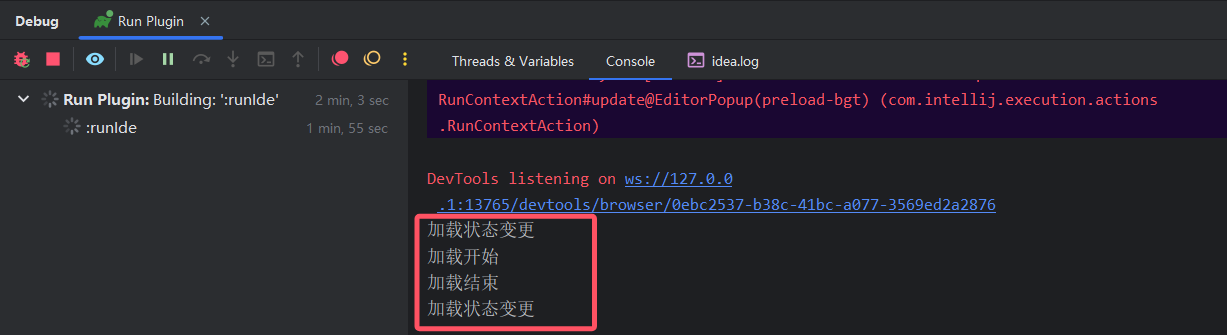 Debug
Run Plugin
Threads & Variables
Console
idea.log
Run Plugin: Building: ':runIde'
2 min, 3 sec
:runIde
1 min, 55 sec
RunContextAction#update@EditorPopup(preload-bgt) (com.intellij.execution.actions
.RunContextAction)
DevTools listening on ws://127.0.0
.1:13765/devtools/browser/0ebc2537-b38c-41bc-a077-3569ed2a2876
加载状态变更
加载开始
加载结束
加载状态变更